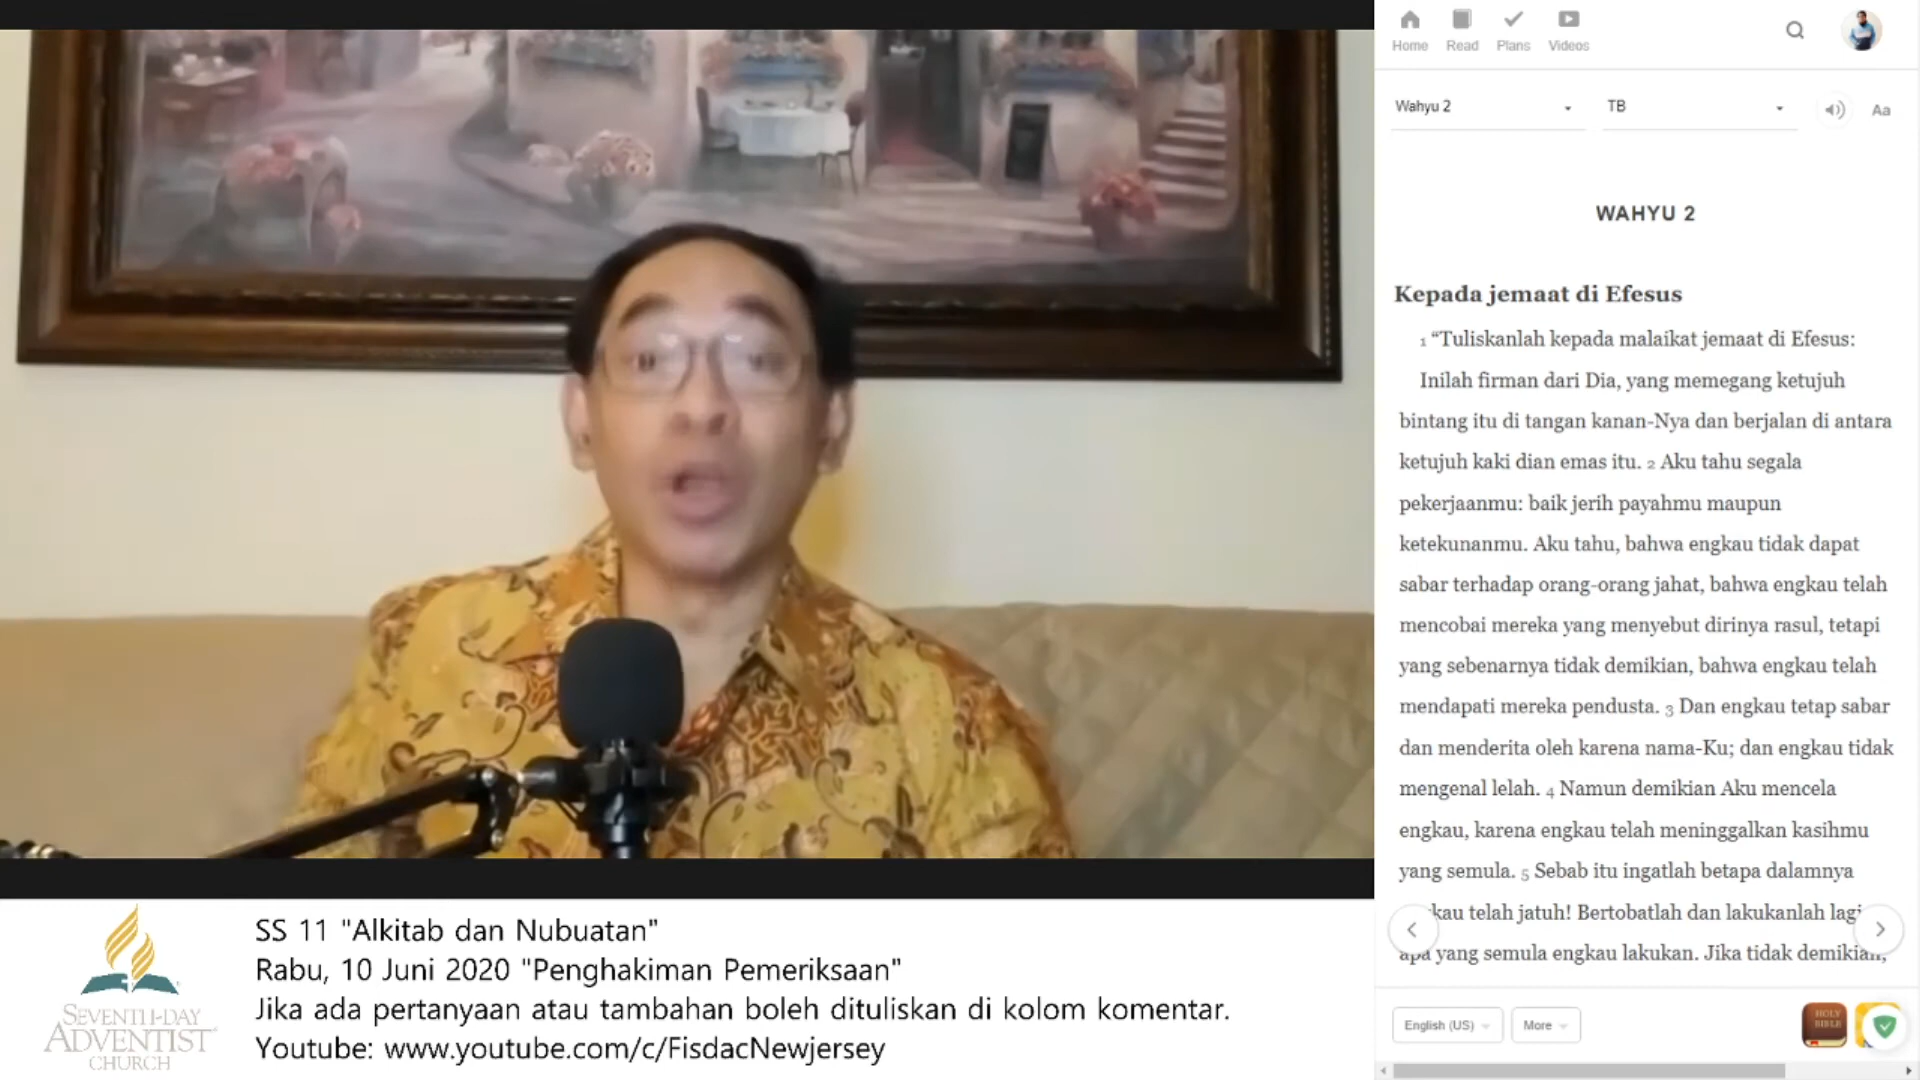 Home Read Plans Videos
Wahyu 2 TB Aa
WAHYU 2
Kepada jemaat di Efesus
1 “Tuliskanlah kepada malaikat jemaat di Efesus:
Inilah firman dari Dia, yang memegang ketujuh
bintang itu di tangan kanan-Nya dan berjalan di antara
ketujuh kaki dian emas itu. 2 Aku tahu segala
pekerjaanmu: baik jerih payahmu maupun
ketekunanmu. Aku tahu, bahwa engkau tidak dapat
sabar terhadap orang-orang jahat, bahwa engkau telah
mencobai mereka yang menyebut dirinya rasul, tetapi
yang sebenarnya tidak demikian, bahwa engkau telah
mendapati mereka pendusta. 3 Dan engkau tetap sabar
dan menderita oleh karena nama-Ku; dan engkau tidak
mengenal lelah. 4 Namun demikian Aku mencela
engkau, karena engkau telah meninggalkan kasihmu
yang semula. 5 Sebab itu ingatlah betapa dalamnya
telah jatuh! Bertobatlah dan lakukanlah lagi
apa yang semula engkau lakukan. Jika tidak demikian,
English (US) More
HOLY
BIBLE
SEVENTH-DAY
ADVENTIST
CHURCH
SS 11 "Alkitab dan Nubuatan"
Rabu, 10 Juni 2020 "Penghakiman Pemeriksaan"
Jika ada pertanyaan atau tambahan boleh dituliskan di kolom komentar.
Youtube: www.youtube.com/c/FisdacNewjersey